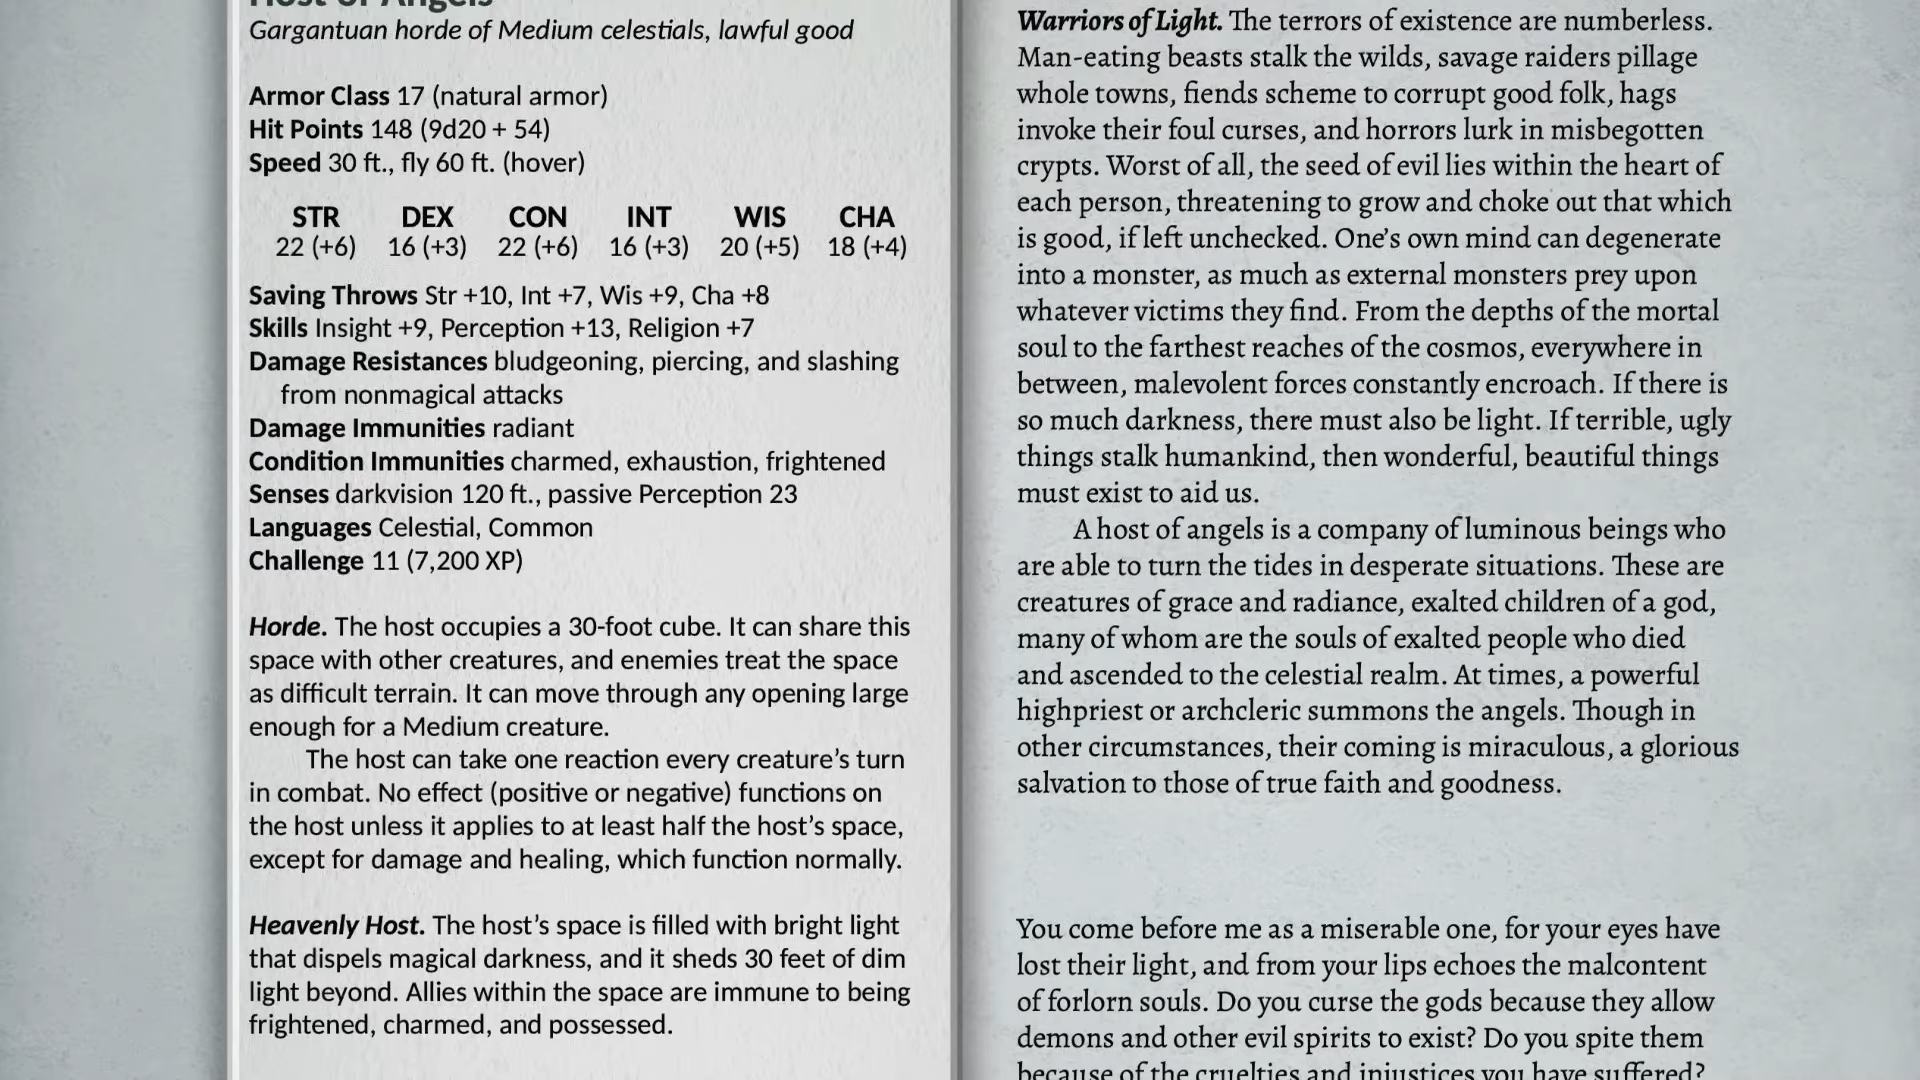 Host of Angels
Gargantuan horde of Medium celestials, lawful good
Armor Class 17 (natural armor)
Hit Points 148 (9d20 + 54)
Speed 30 ft., fly 60 ft. (hover)
STR DEX CON INT WIS CHA
22 (+6) 16 (+3) 22 (+6) 16 (+3) 20 (+5) 18 (+4)
Saving Throws Str +10, Int +7, Wis +9, Cha +8
Skills Insight +9, Perception +13, Religion +7
Damage Resistances bludgeoning, piercing, and slashing
from nonmagical attacks
Damage Immunities radiant
Condition Immunities charmed, exhaustion, frightened
Senses darkvision 120 ft., passive Perception 23
Languages Celestial, Common
Challenge 11 (7,200 XP)
Horde. The host occupies a 30-foot cube. It can share this
space with other creatures, and enemies treat the space
as difficult terrain. It can move through any opening large
enough for a Medium creature.
The host can take one reaction every creature’s turn
in combat. No effect (positive or negative) functions on
the host unless it applies to at least half the host’s space,
except for damage and healing, which function normally.
Heavenly Host. The host’s space is filled with bright light
that dispels magical darkness, and it sheds 30 feet of dim
light beyond. Allies within the space are immune to being
frightened, charmed, and possessed.
Warriors of Light. The terrors of existence are numberless.
Man-eating beasts stalk the wilds, savage raiders pillage
whole towns, fiends scheme to corrupt good folk, hags
invoke their foul curses, and horrors lurk in misbegotten
crypts. Worst of all, the seed of evil lies within the heart of
each person, threatening to grow and choke out that which
is good, if left unchecked. One’s own mind can degenerate
into a monster, as much as external monsters prey upon
whatever victims they find. From the depths of the mortal
soul to the farthest reaches of the cosmos, everywhere in
between, malevolent forces constantly encroach. If there is
so much darkness, there must also be light. If terrible, ugly
things stalk humankind, then wonderful, beautiful things
must exist to aid us.
A host of angels is a company of luminous beings who
are able to turn the tides in desperate situations. These are
creatures of grace and radiance, exalted children of a god,
many of whom are the souls of exalted people who died
and ascended to the celestial realm. At times, a powerful
highpriest or archcleric summons the angels. Though in
other circumstances, their coming is miraculous, a glorious
salvation to those of true faith and goodness.
You come before me as a miserable one, for your eyes have
lost their light, and from your lips echoes the malcontent
of forlorn souls. Do you curse the gods because they allow
demons and other evil spirits to exist? Do you spite them
because of the cruelties and injustices you have suffered?